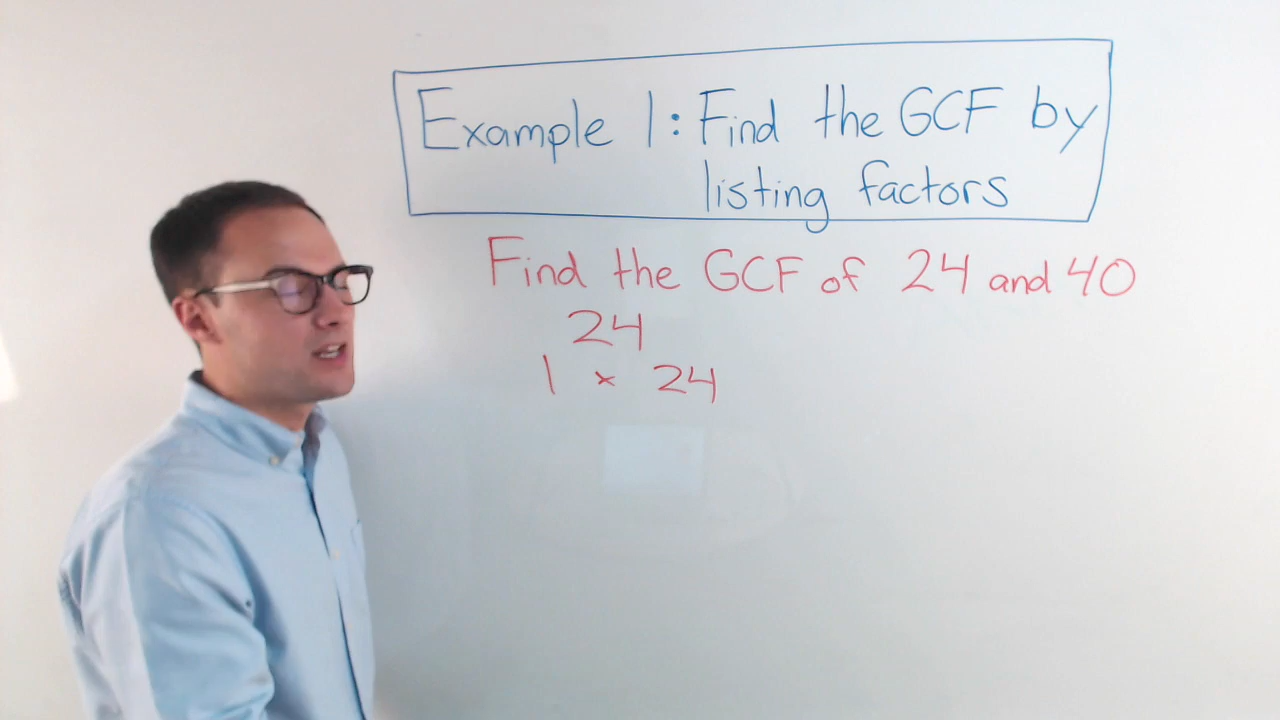 Example 1: Find the GCF by
listing factors
Find the GCF of 24 and 40
24
1 × 24